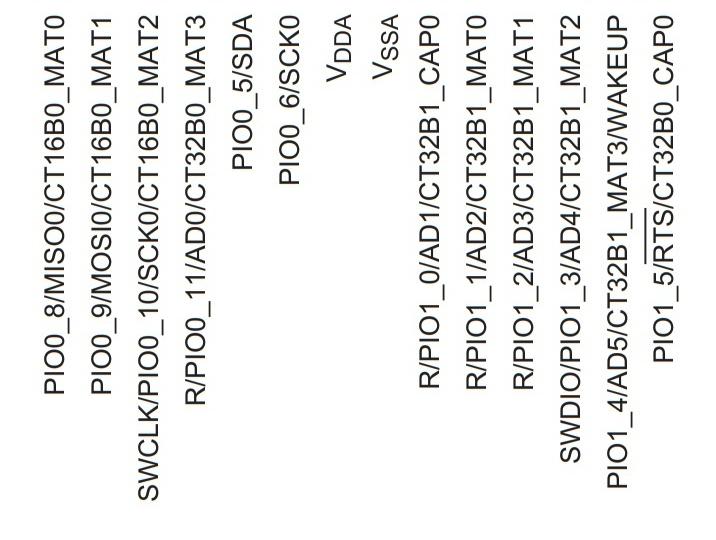 PIO0_8/MISO0/CT16B0_MAT0
PIO0_9/MOSI0/CT16B0_MAT1
SWCLK/PIO0_10/SCK0/CT16B0_MAT2
R/PIO0_11/AD0/CT32B0_MAT3
PIO0_5/SDA
PIO0_6/SCK0
VDDA
VSSA
R/PIO1_0/AD1/CT32B1_CAP0
R/PIO1_1/AD2/CT32B1_MAT0
R/PIO1_2/AD3/CT32B1_MAT1
SWDIO/PIO1_3/AD4/CT32B1_MAT2
PIO1_4/AD5/CT32B1_MAT3/WAKEUP
PIO1_5/RTS/CT32B0_CAP0